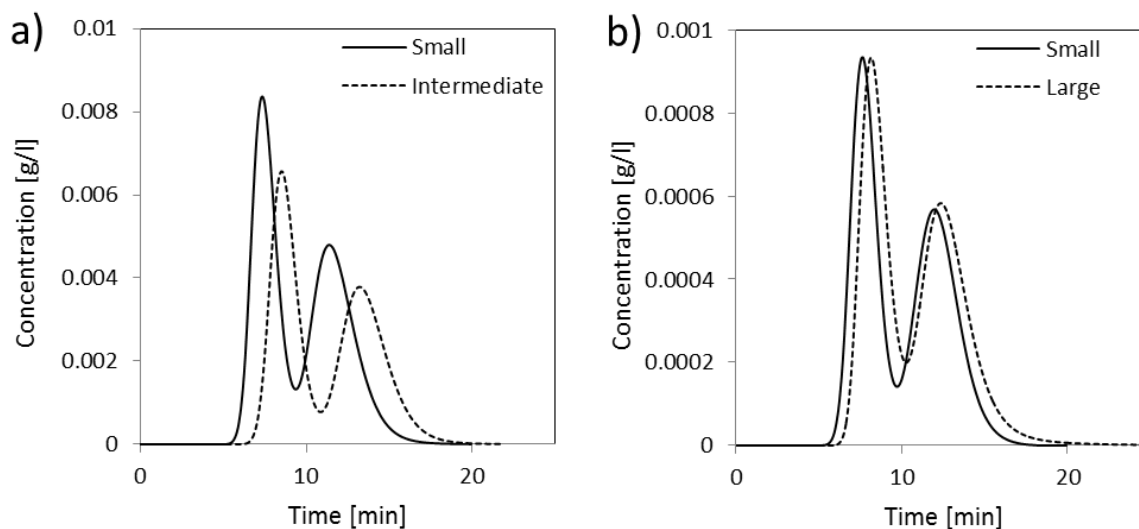 a)
Concentration [g/l]
0.01
0.008
0.006
0.004
0.002
0
Small
Intermediate
0 10 20
Time [min]
b)
Concentration [g/l]
0.001
0.0008
0.0006
0.0004
0.0002
0
Small
Large
0 10 20
Time [min]